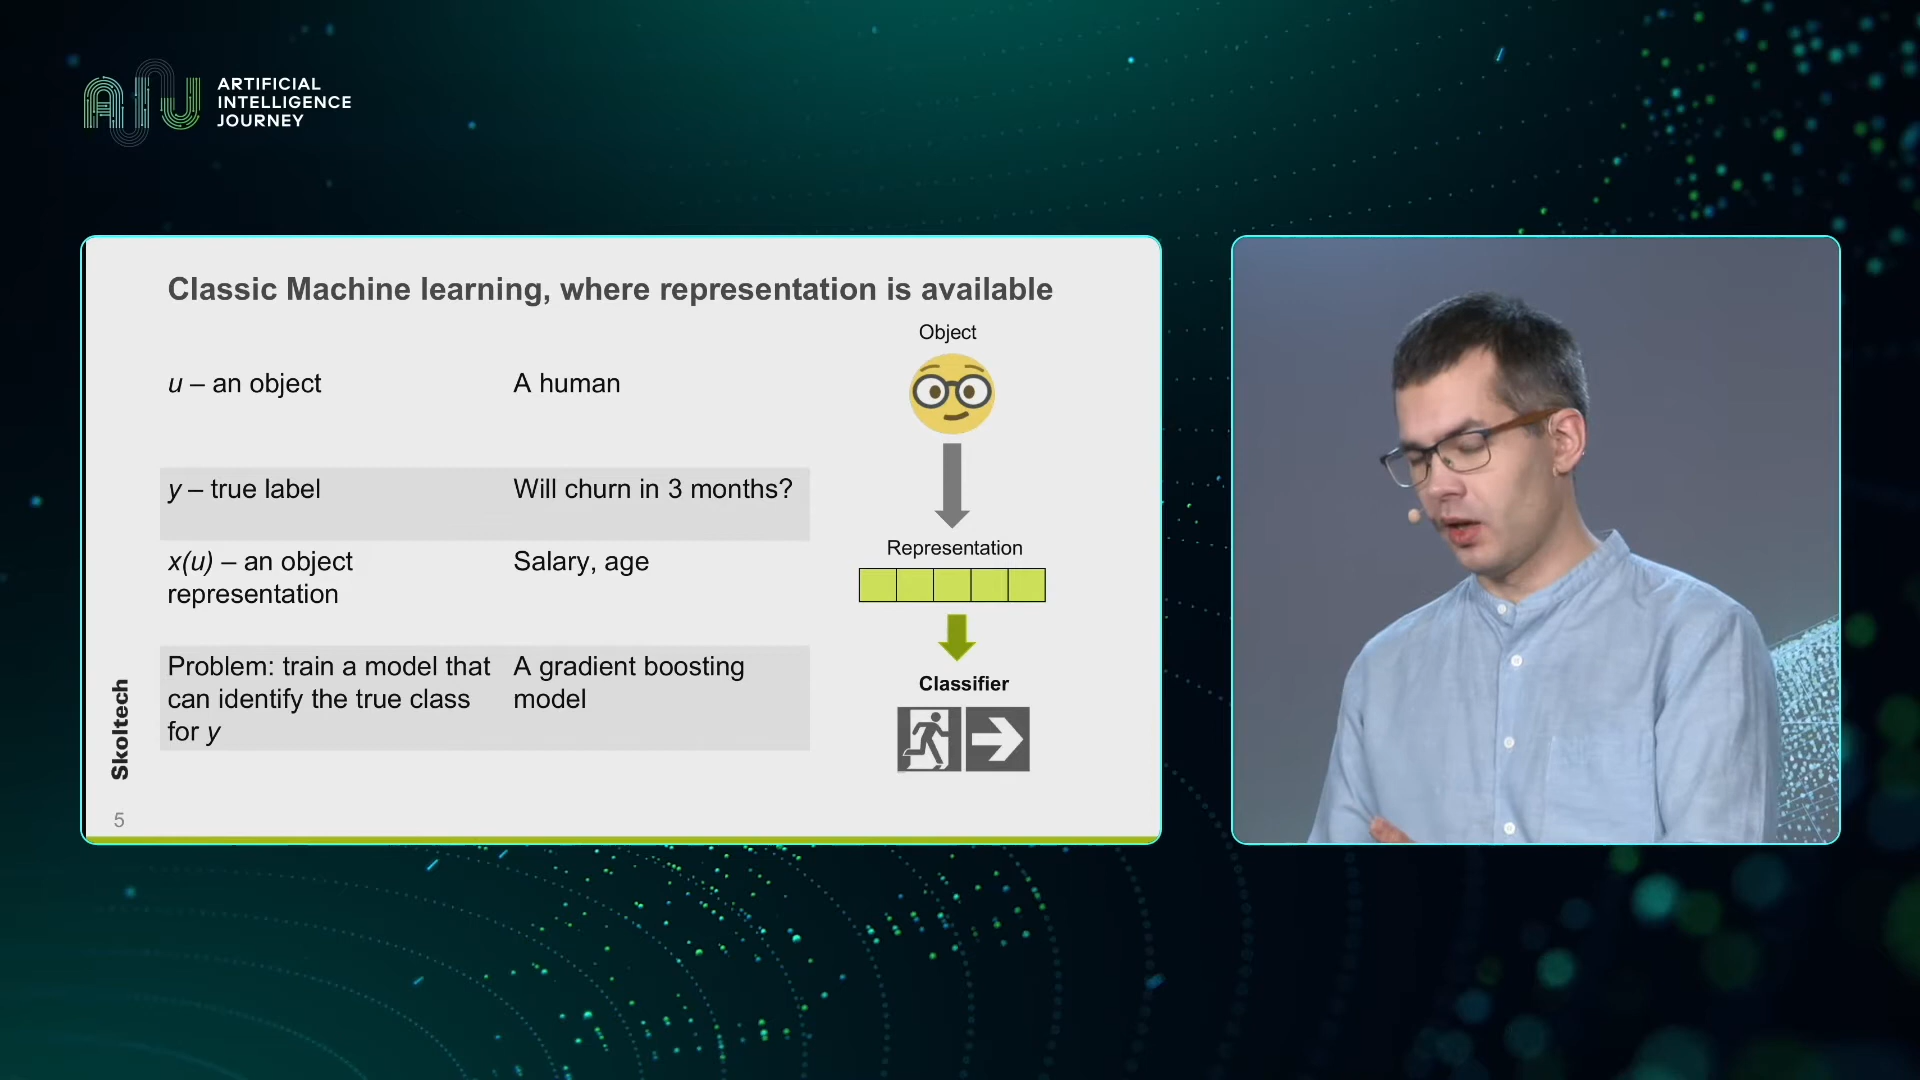 ARTIFICIAL
INTELLIGENCE
JOURNEY
Classic Machine learning, where representation is available
u – an object
A human
y – true label
Will churn in 3 months?
x(u) – an object
representation
Salary, age
Problem: train a model that
can identify the true class
for y
A gradient boosting
model
Object
Representation
Classifier
Skoltech
5